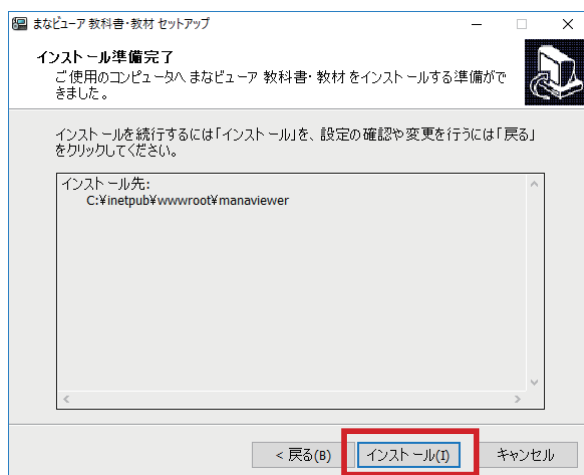 まなビューア 教科書・教材 セットアップ
インストール準備完了
ご使用のコンピュータへ まなビューア 教科書・教材 をインストールする準備がで
きました。
インストールを続行するには「インストール」を、設定の確認や変更を行うには「戻る」
をクリックしてください。
インストール先:
C:¥inetpub¥wwwroot¥manaviewer
< 戻る(B)
インストール(I)
キャンセル